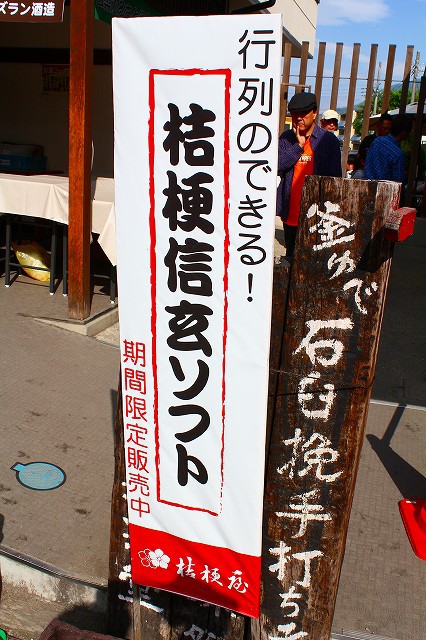 ズラン酒造
行列のできる!
桔梗信玄ソフト
期間限定販売中
桔梗屋
釜ゆで
石臼挽手打ち